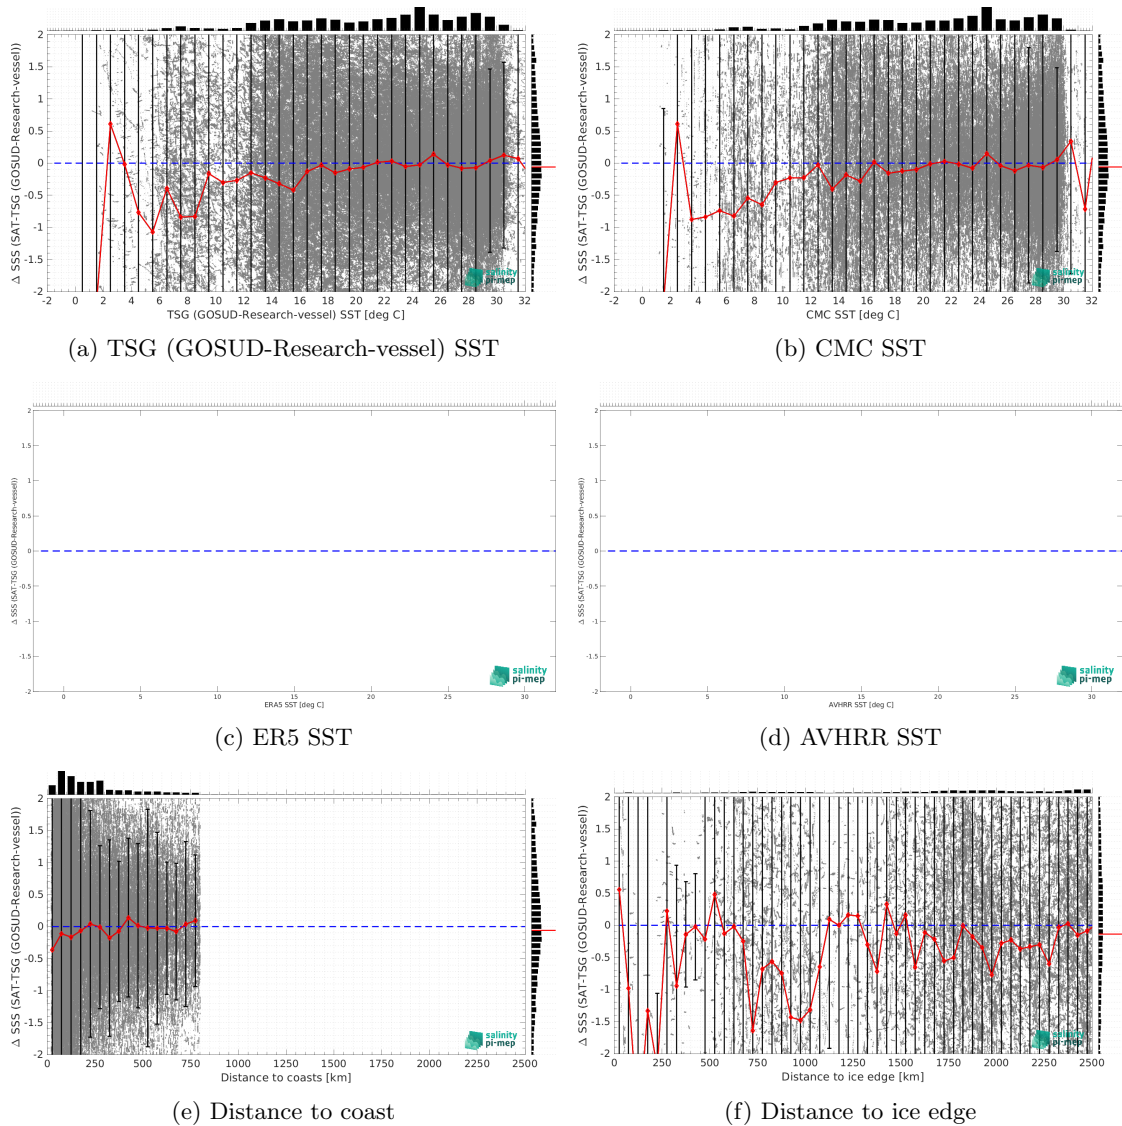 Δ SSS (SAT-TSG (GOSUD-Research-vessel))
2
1.5
1
0.5
0
-0.5
-1
-1.5
-2
-2 0 2 4 6 8 10 12 14 16 18 20 22 24 26 28 30 32
TSG (GOSUD-Research-vessel) SST [deg C]
salinity
pi-mep
(a) TSG (GOSUD-Research-vessel) SST
Δ SSS (SAT-TSG (GOSUD-Research-vessel))
2
1.5
1
0.5
0
-0.5
-1
-1.5
-2
-2 0 2 4 6 8 10 12 14 16 18 20 22 24 26 28 30 32
CMC SST [deg C]
salinity
pi-mep
(b) CMC SST
Δ SSS (SAT-TSG (GOSUD-Research-vessel))
2
1.5
1
0.5
0
-0.5
-1
-1.5
-2
0 5 10 15 20 25 30
ERA5 SST [deg C]
salinity
pi-mep
(c) ER5 SST
Δ SSS (SAT-TSG (GOSUD-Research-vessel))
2
1.5
1
0.5
0
-0.5
-1
-1.5
-2
0 5 10 15 20 25 30
AVHRR SST [deg C]
salinity
pi-mep
(d) AVHRR SST
Δ SSS (SAT-TSG (GOSUD-Research-vessel))
2
1.5
1
0.5
0
-0.5
-1
-1.5
-2
0 250 500 750 1000 1250 1500 1750 2000 2250 2500
Distance to coasts [km]
salinity
pi-mep
(e) Distance to coast
Δ SSS (SAT-TSG (GOSUD-Research-vessel))
2
1.5
1
0.5
0
-0.5
-1
-1.5
-2
0 250 500 750 1000 1250 1500 1750 2000 2250 2500
Distance to ice edge [km]
salinity
pi-mep
(f) Distance to ice edge